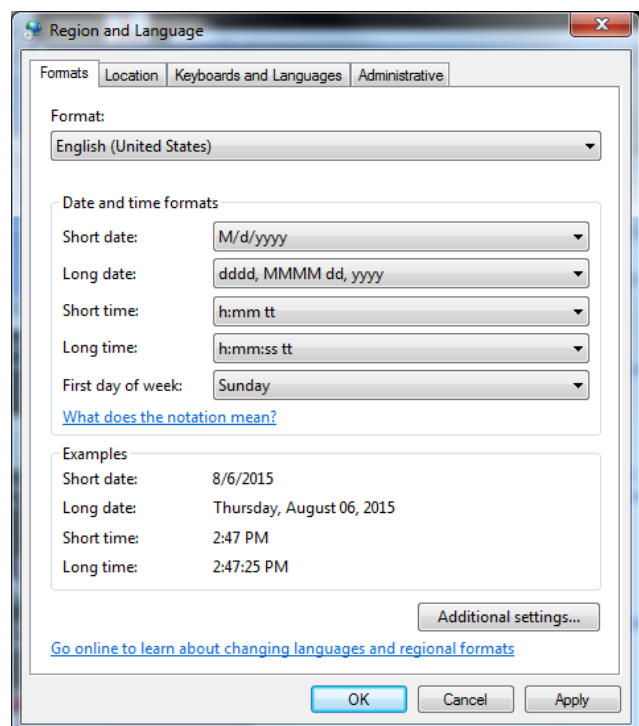 Region and Language
Formats Location Keyboards and Languages Administrative
Format:
English (United States)
Date and time formats
Short date: M/d/yyyy
Long date: dddd, MMMM dd, yyyy
Short time: h:mm tt
Long time: h:mm:ss tt
First day of week: Sunday
What does the notation mean?
Examples
Short date: 8/6/2015
Long date: Thursday, August 06, 2015
Short time: 2:47 PM
Long time: 2:47:25 PM
Additional settings...
Go online to learn about changing languages and regional formats
OK Cancel Apply